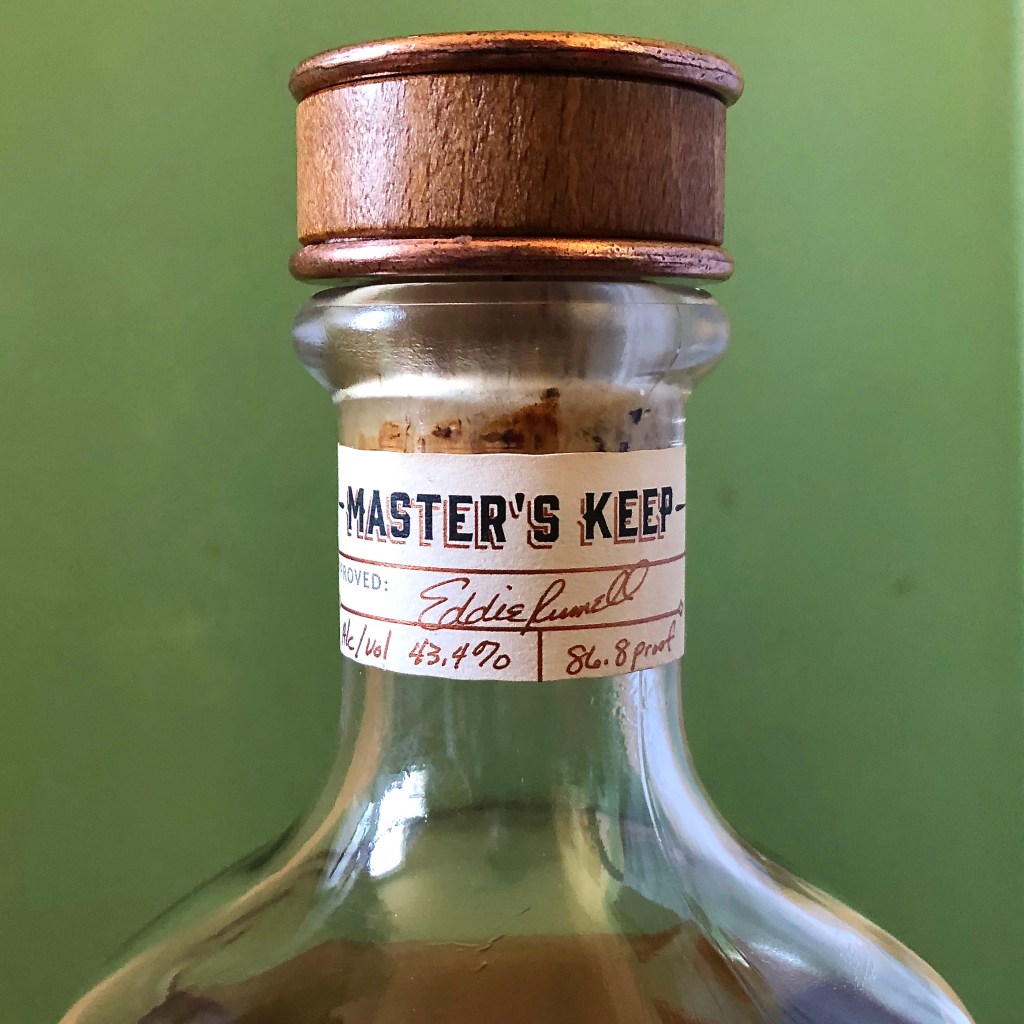 MASTER'S KEEP
PROVED: Eddie Russell
Alc/vol 43.4% 86.8 proof